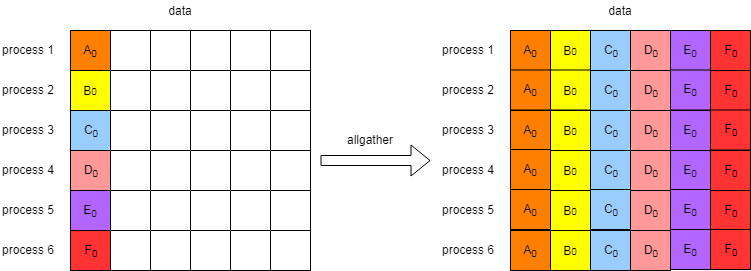 data data
process 1 A0 process 1 A0 B0 C0 D0 E0 F0
process 2 B0 process 2 A0 B0 C0 D0 E0 F0
process 3 C0 process 3 A0 B0 C0 D0 E0 F0
allgather
process 4 D0 process 4 A0 B0 C0 D0 E0 F0
process 5 E0 process 5 A0 B0 C0 D0 E0 F0
process 6 F0 process 6 A0 B0 C0 D0 E0 F0